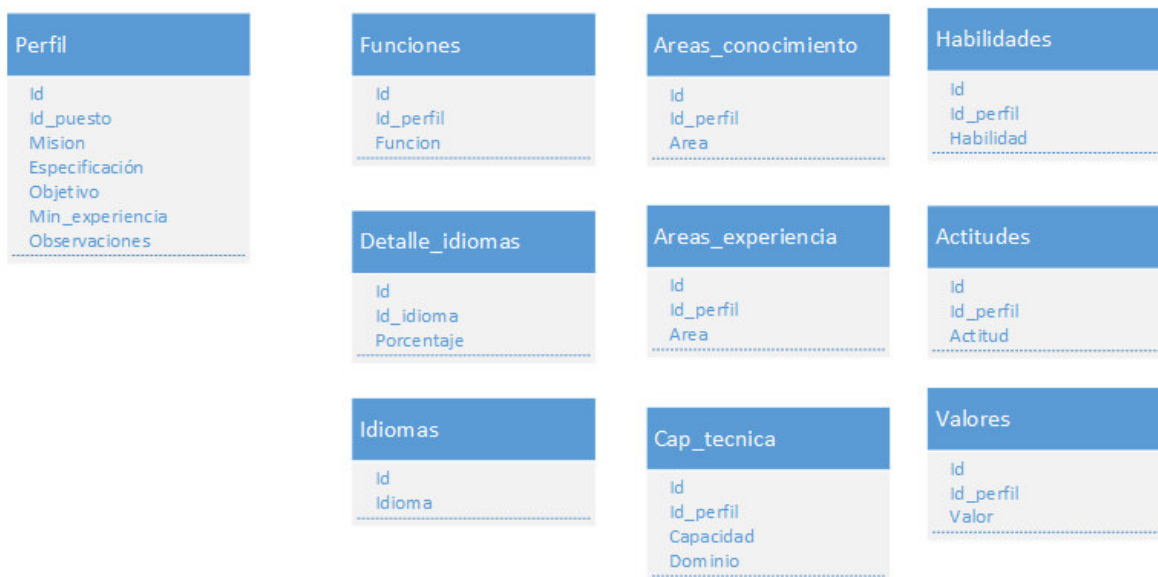 Perfil
Id
Id_puesto
Mision
Especificación
Objetivo
Min_experiencia
Observaciones
Funciones
Id
Id_perfil
Funcion
Detalle_idiomas
Id
Id_idioma
Porcentaje
Idiomas
Id
Idioma
Areas_conocimiento
Id
Id_perfil
Area
Areas_experiencia
Id
Id_perfil
Area
Cap_tecnica
Id
Id_perfil
Capacidad
Dominio
Habilidades
Id
Id_perfil
Habilidad
Actitudes
Id
Id_perfil
Actitud
Valores
Id
Id_perfil
Valor